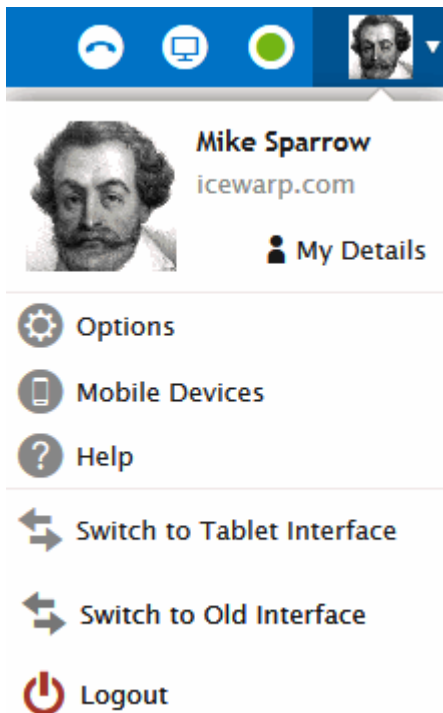 Mike Sparrow
icewarp.com
My Details
Options
Mobile Devices
Help
Switch to Tablet Interface
Switch to Old Interface
Logout